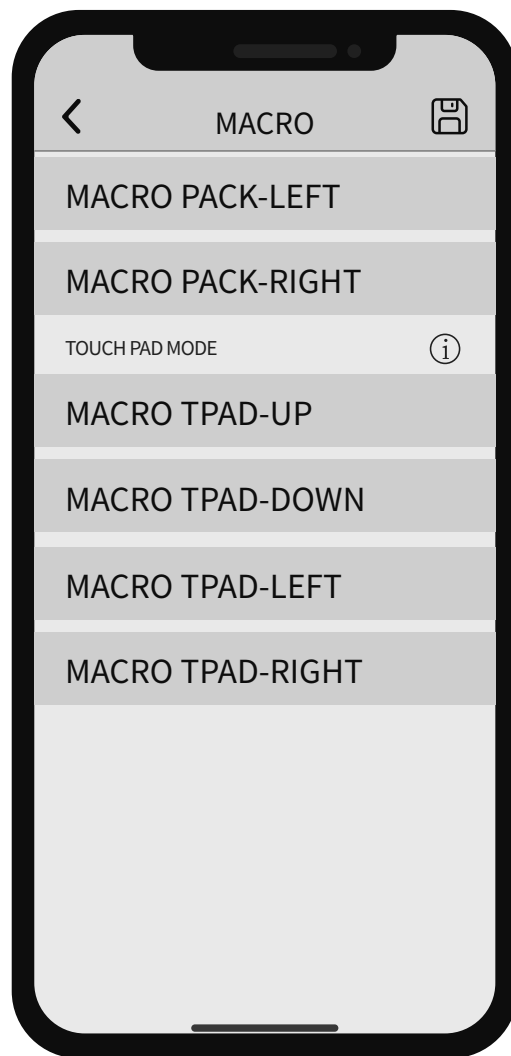 MACRO
MACRO PACK-LEFT
MACRO PACK-RIGHT
TOUCH PAD MODE
MACRO TPAD-UP
MACRO TPAD-DOWN
MACRO TPAD-LEFT
MACRO TPAD-RIGHT